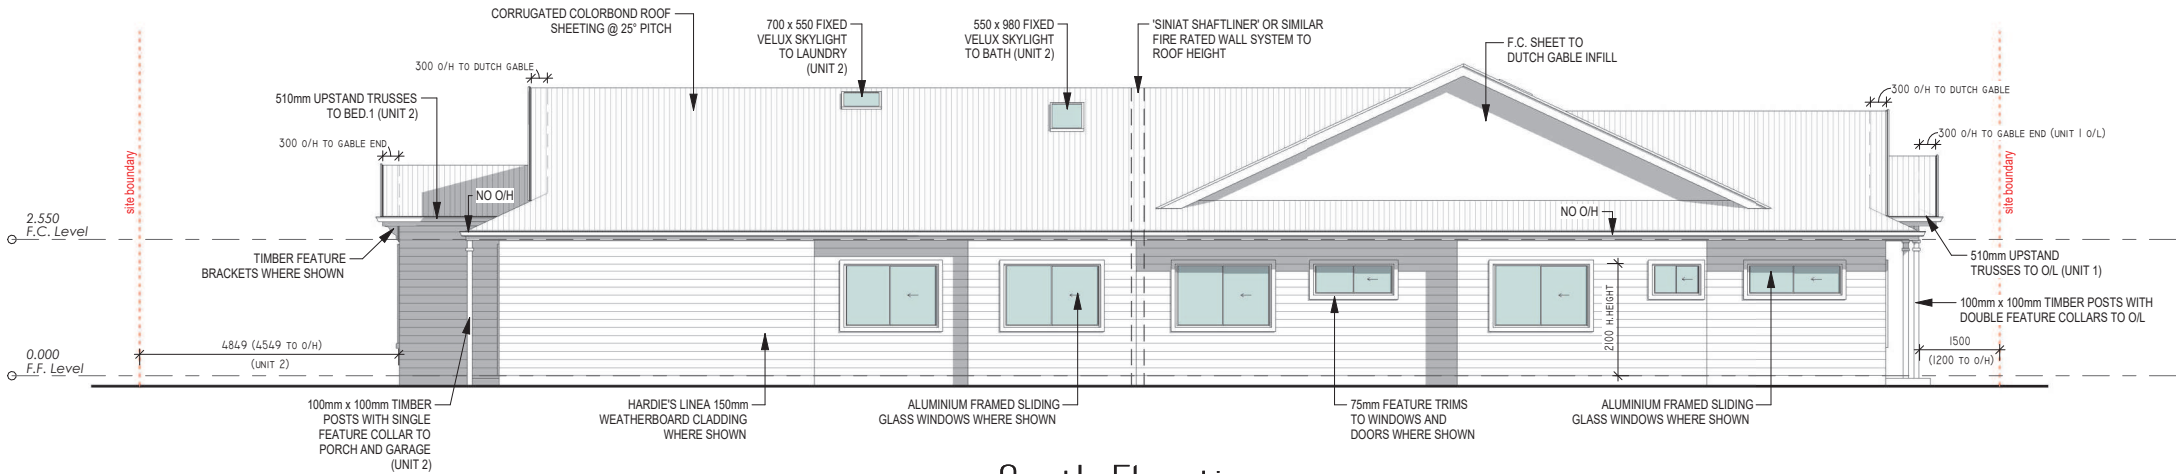 CORRUGATED COLORBOND ROOF
SHEETING @ 25° PITCH
700 x 550 FIXED
VELUX SKYLIGHT
TO LAUNDRY
(UNIT 2)
550 x 980 FIXED
VELUX SKYLIGHT
TO BATH (UNIT 2)
'SINIAT SHAFTLINER' OR SIMILAR
FIRE RATED WALL SYSTEM TO
ROOF HEIGHT
F.C. SHEET TO
DUTCH GABLE INFILL
300 O/H TO DUTCH GABLE
510mm UPSTAND TRUSSES
TO BED.1 (UNIT 2)
300 O/H TO GABLE END
300 O/H TO DUTCH GABLE
300 O/H TO GABLE END (UNIT 1 O/L)
site boundary
site boundary
NO O/H
NO O/H
2.550
F.C. Level
TIMBER FEATURE
BRACKETS WHERE SHOWN
510mm UPSTAND
TRUSSES TO O/L (UNIT 1)
2100 H.HEIGHT
100mm x 100mm TIMBER POSTS WITH
DOUBLE FEATURE COLLARS TO O/L
4849 (4549 TO O/H)
(UNIT 2)
1500
(1200 TO O/H)
0.000
F.F. Level
100mm x 100mm TIMBER
POSTS WITH SINGLE
FEATURE COLLAR TO
PORCH AND GARAGE
(UNIT 2)
HARDIE'S LINEA 150mm
WEATHERBOARD CLADDING
WHERE SHOWN
ALUMINIUM FRAMED SLIDING
GLASS WINDOWS WHERE SHOWN
75mm FEATURE TRIMS
TO WINDOWS AND
DOORS WHERE SHOWN
ALUMINIUM FRAMED SLIDING
GLASS WINDOWS WHERE SHOWN